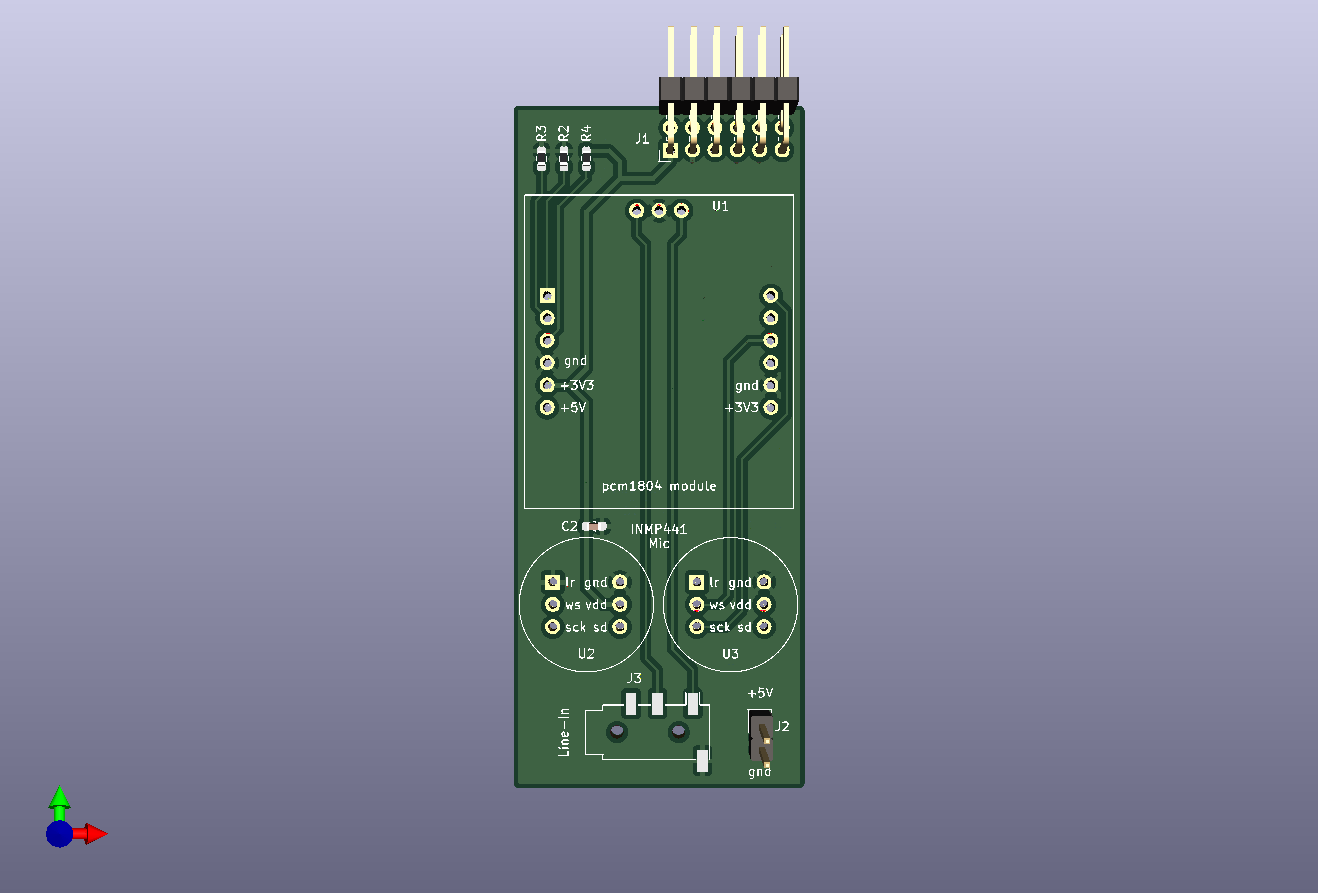 R3 R2 R4
J1
U1
gnd
+3V3
+5V
gnd
+3V3
pcm1804 module
C2
INMP441
Mic
lr gnd
ws vdd
sck sd
U2
lr gnd
ws vdd
sck sd
U3
J3
Line-In
+5V
J2
gnd